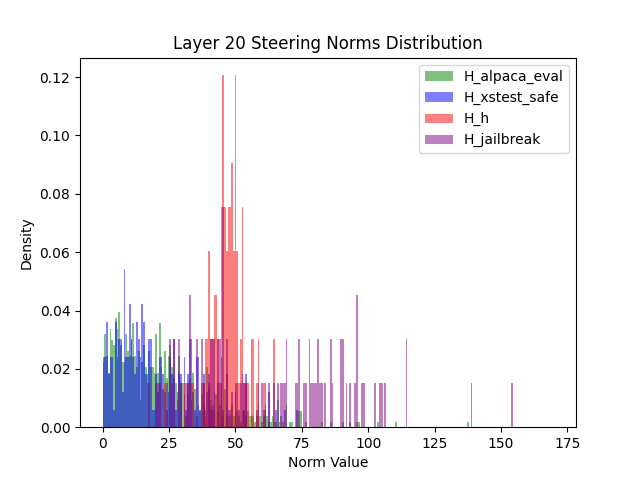 Layer 20 Steering Norms Distribution
H_alpaca_eval
H_xstest_safe
H_h
H_jailbreak
Density
0.12
0.10
0.08
0.06
0.04
0.02
0.00
0 25 50 75 100 125 150 175
Norm Value